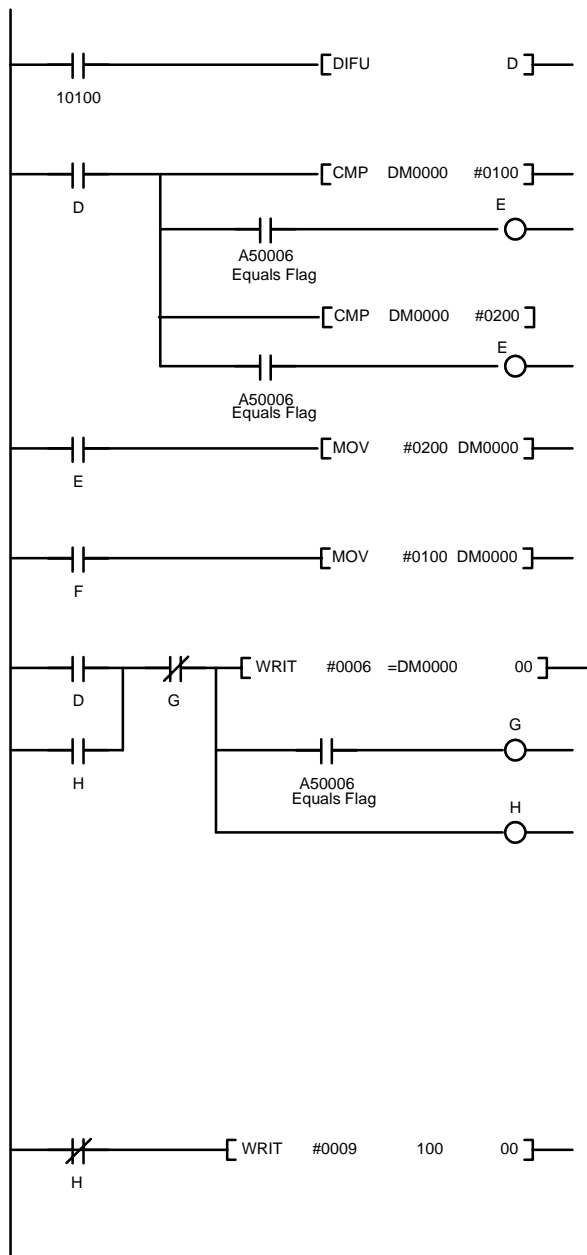 DIFU D
10100
CMP DM0000 #0100
D
E
A50006
Equals Flag
CMP DM0000 #0200
E
A50006
Equals Flag
MOV #0200 DM0000
E
MOV #0100 DM0000
F
WRIT #0006 =DM0000 00
D G
G
H
A50006
Equals Flag
H
WRIT #0009 100 00
H